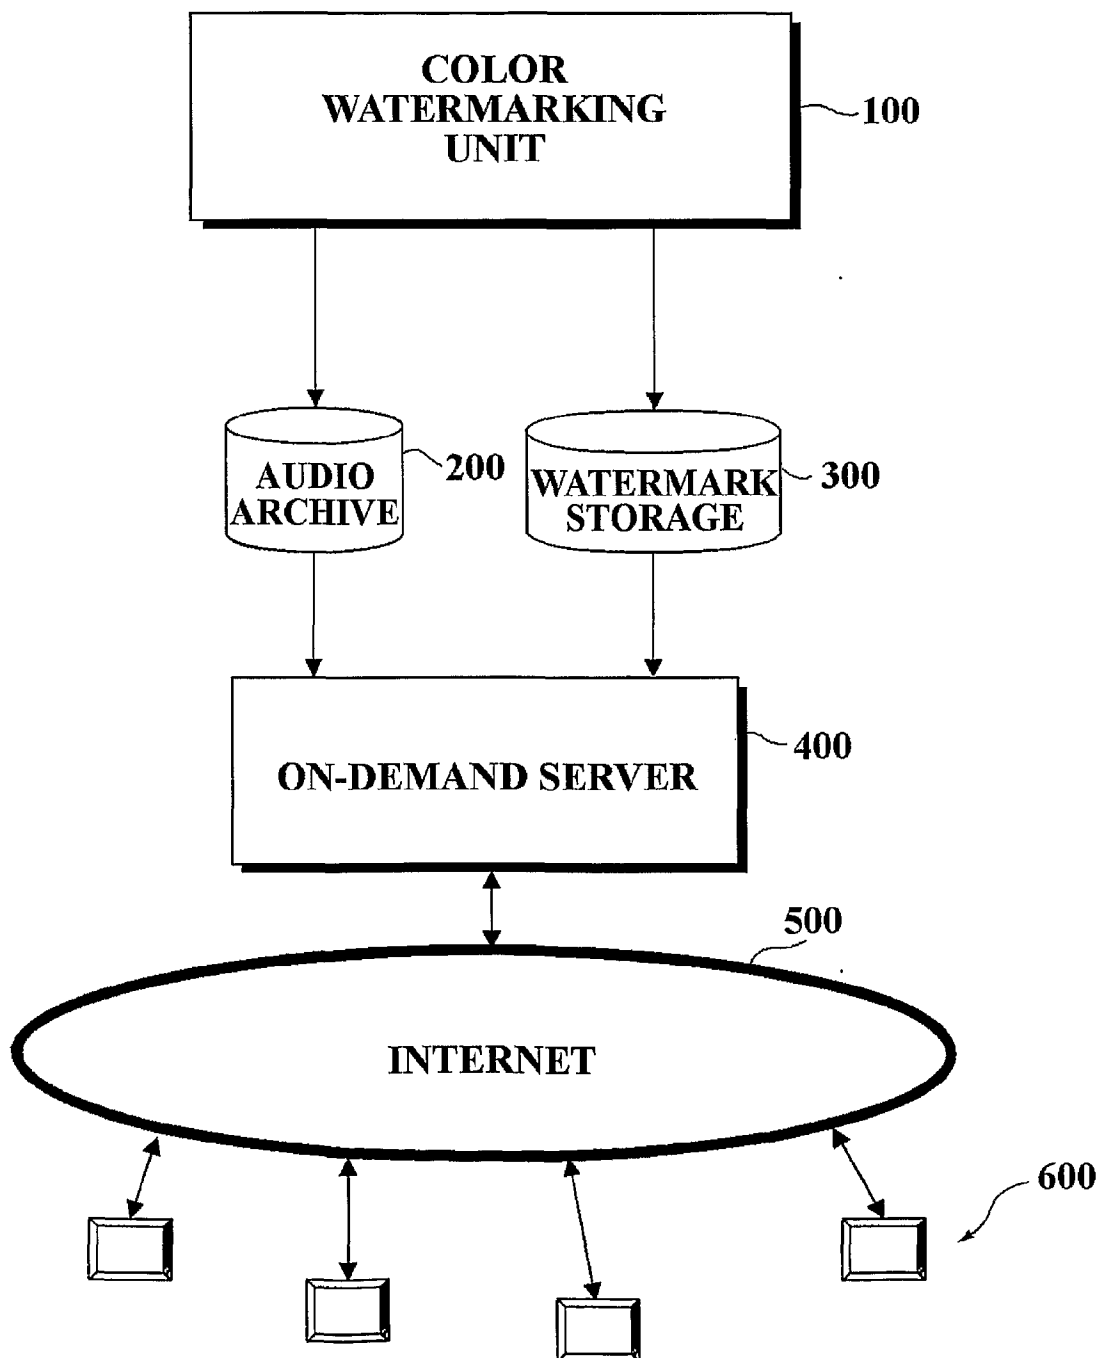 COLOR
WATERMARKING
UNIT
100
AUDIO
ARCHIVE
200
WATERMARK
STORAGE
300
ON-DEMAND SERVER
400
500
INTERNET
600